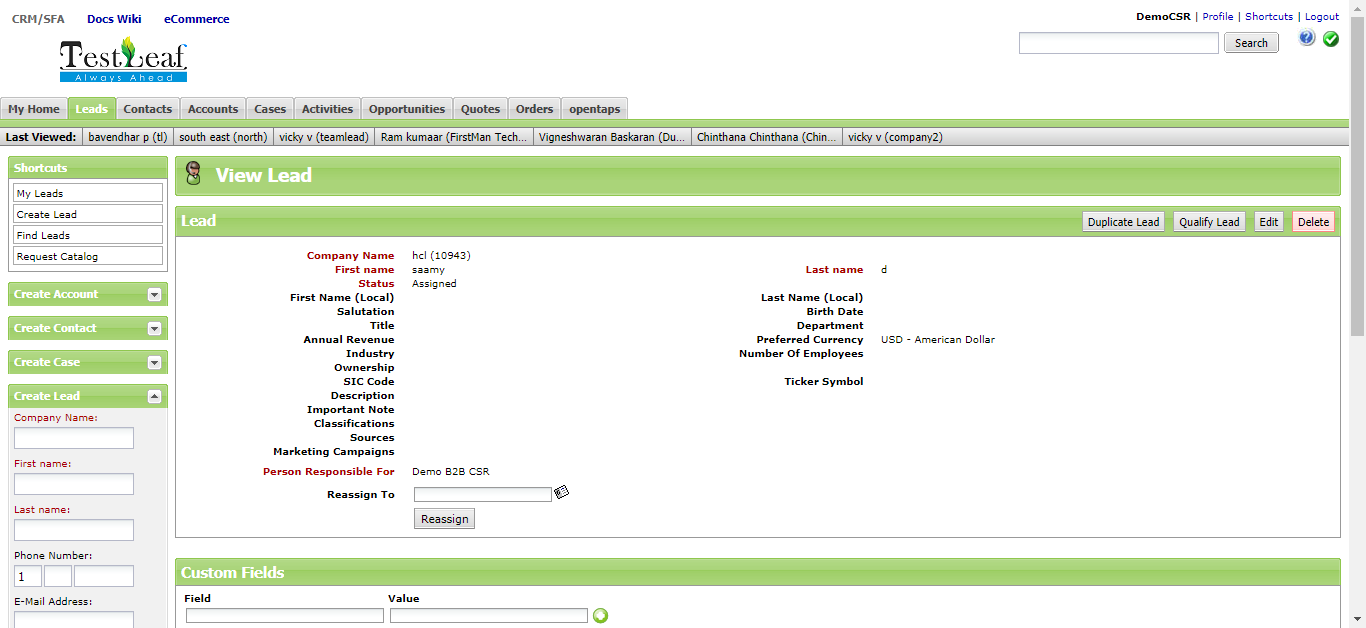 CRM/SFA Docs Wiki eCommerce
DemoCSR | Profile | Shortcuts | Logout
Search
TestLeaf
Always Ahead
My Home Leads Contacts Accounts Cases Activities Opportunities Quotes Orders opentaps
Last Viewed: bavendhar p (tl) south east (north) vicky v (teamlead) Ram kumaar (FirstMan Tech... Vigneshwaran Baskaran (Du... Chinthana Chinthana (Chin... vicky v (company2)
Shortcuts
My Leads
Create Lead
Find Leads
Request Catalog
Create Account
Create Contact
Create Case
Create Lead
Company Name:
First name:
Last name:
Phone Number:
1
E-Mail Address:
View Lead
Lead Duplicate Lead Qualify Lead Edit Delete
Company Name hcl (10943)
First name saamy Last name d
Status Assigned
First Name (Local) Last Name (Local)
Salutation Birth Date
Title Department
Annual Revenue Preferred Currency USD - American Dollar
Industry Number Of Employees
Ownership
SIC Code Ticker Symbol
Description
Important Note
Classifications
Sources
Marketing Campaigns
Person Responsible For Demo B2B CSR
Reassign To
Reassign
Custom Fields
Field Value